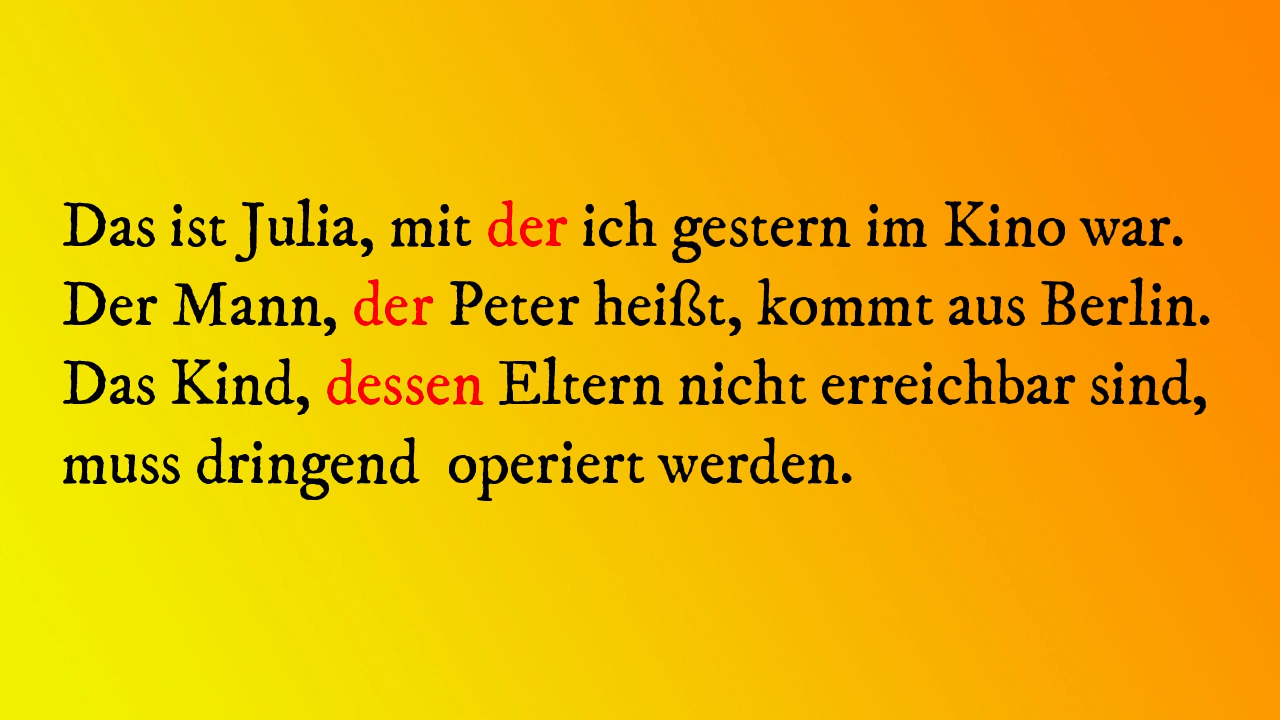 Das ist Julia, mit der ich gestern im Kino war.
Der Mann, der Peter heißt, kommt aus Berlin.
Das Kind, dessen Eltern nicht erreichbar sind,
muss dringend  operiert werden.